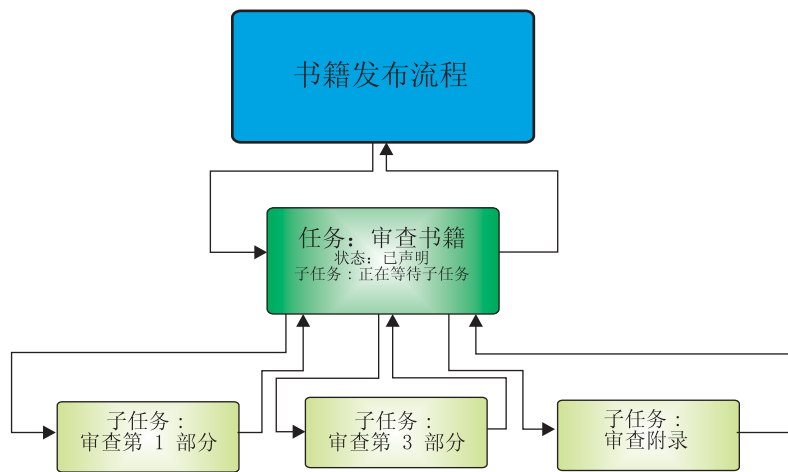 书籍发布流程
任务：审查书籍
状态：已声明
子任务：正在等待子任务
子任务：
审查第 1 部分
子任务：
审查第 3 部分
子任务：
审查附录